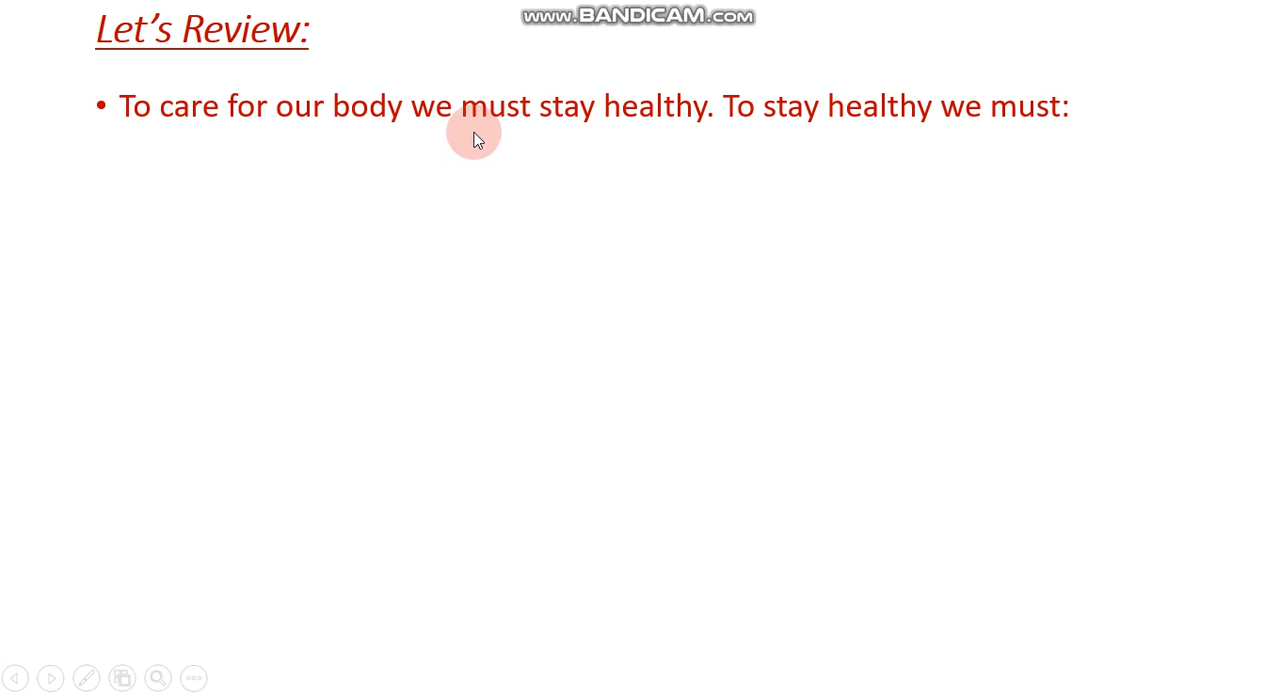 www.BANDICAM.com
Let's Review:
• To care for our body we must stay healthy. To stay healthy we must: